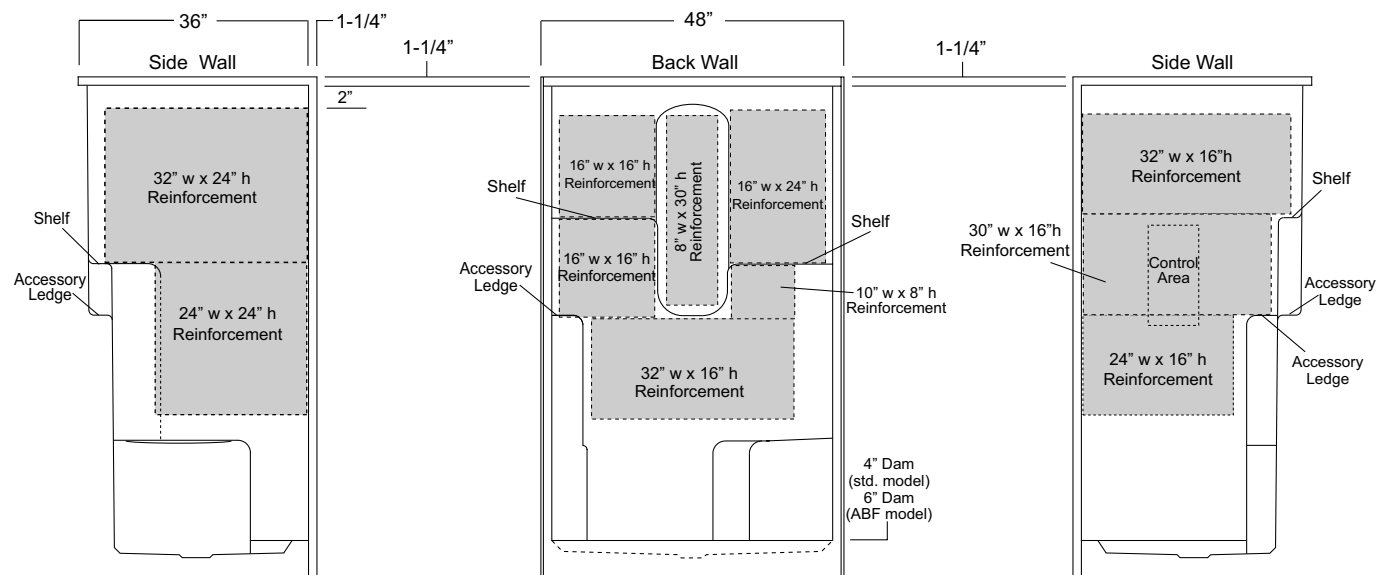 36”
1-1/4”
48”
1-1/4”
1-1/4”
Side Wall
Back Wall
Side Wall
2”
32” w x 24” h
Reinforcement
Shelf
Accessory
Ledge
24” w x 24” h
Reinforcement
16” w x 16” h
Reinforcement
8” w x 30” h
Reinforcement
16” w x 24” h
Reinforcement
Shelf
Shelf
16” w x 16” h
Reinforcement
Accessory
Ledge
10” w x 8” h
Reinforcement
32” w x 16” h
Reinforcement
4” Dam
(std. model)
6” Dam
(ABF model)
32” w x 16”h
Reinforcement
Shelf
30” w x 16”h
Reinforcement
Control
Area
Accessory
Ledge
24” w x 16” h
Reinforcement
Accessory
Ledge